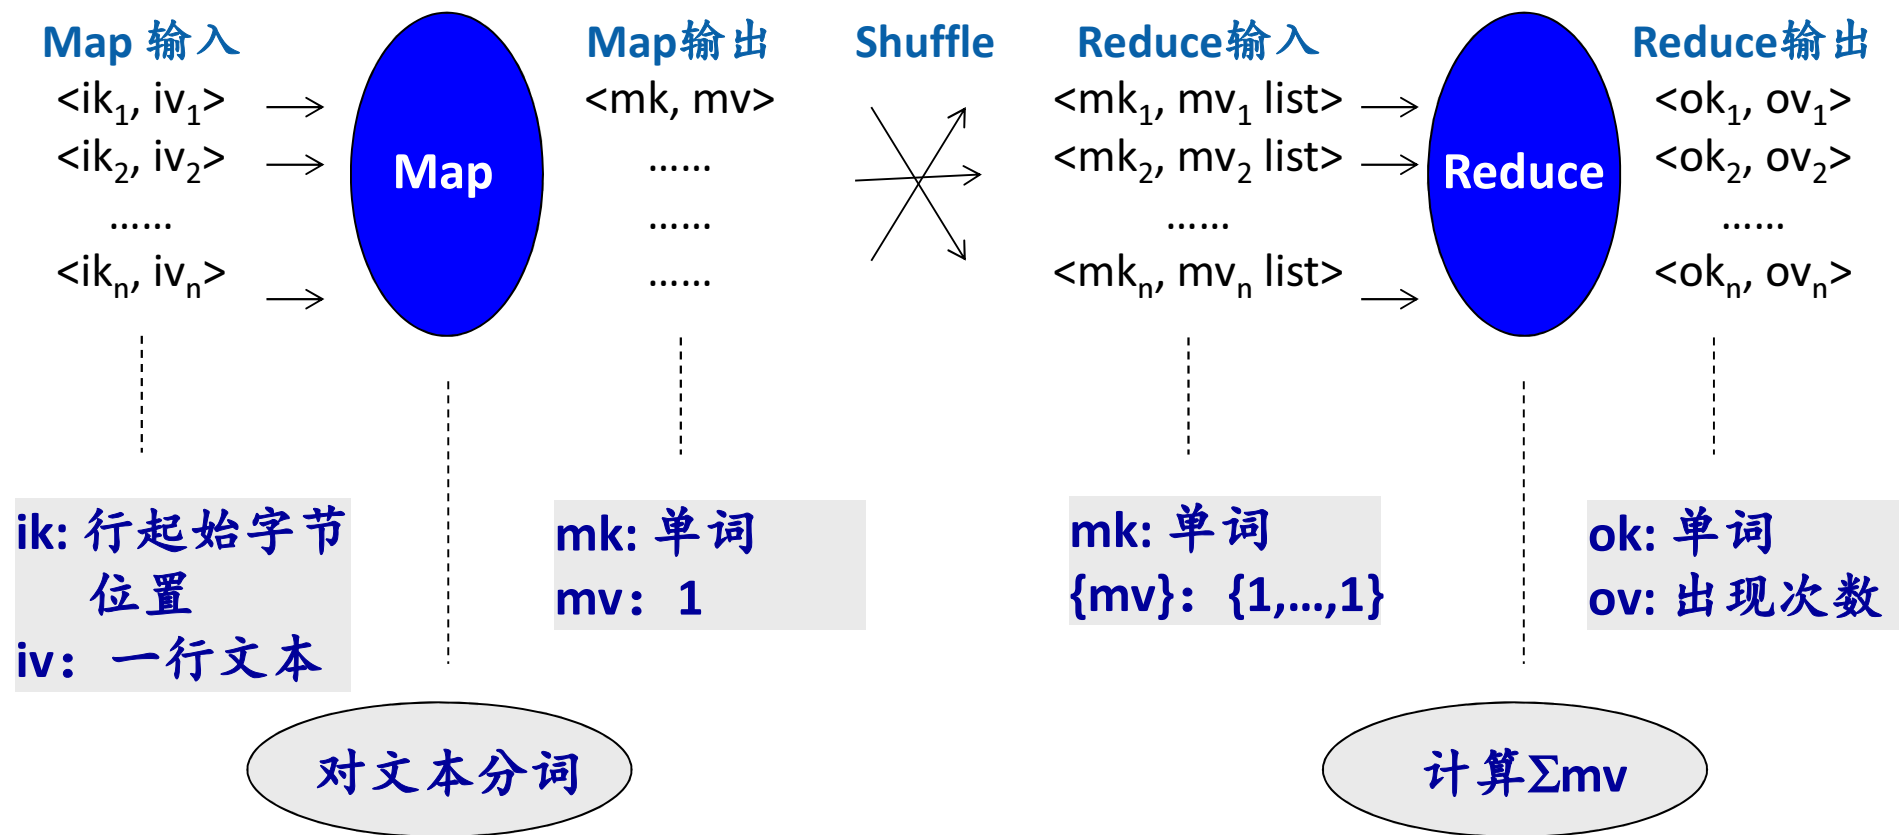 Map 输入
<ik1, iv1>
<ik2, iv2>
……
<ikn, ivn>
Map
Map输出
<mk, mv>
……
……
……
Shuffle
Reduce输入
<mk1, mv1 list>
<mk2, mv2 list>
……
<mkn, mvn list>
Reduce
Reduce输出
<ok1, ov1>
<ok2, ov2>
……
<okn, ovn>
ik: 行起始字节
位置
iv：一行文本
mk: 单词
mv：1
mk: 单词
{mv}：{1,…,1}
ok: 单词
ov: 出现次数
对文本分词
计算Σmv